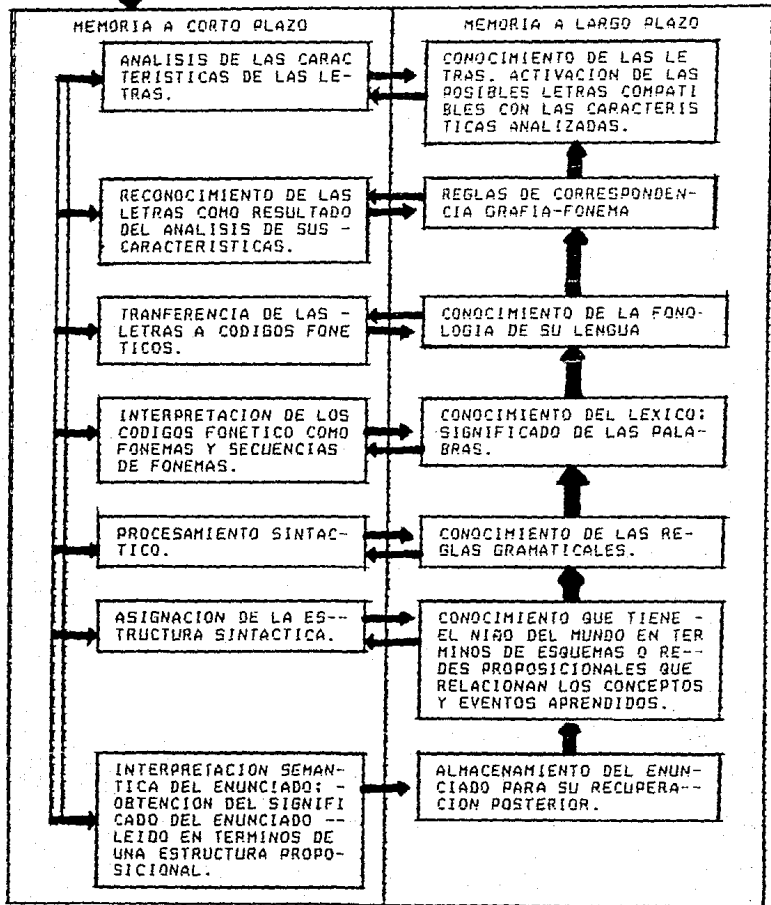 MEMORIA A CORTO PLAZO
ANALISIS DE LAS CARAC
TERISTICAS DE LAS LE-
TRAS.
RECONOCIMIENTO DE LAS
LETRAS COMO RESULTADO
DEL ANALISIS DE SUS -
CARACTERISTICAS.
TRANFERENCIA DE LAS -
LETRAS A CODIGOS FONE
TICOS.
INTERPRETACION DE LOS
CODIGOS FONETICO COMO
FONEMAS Y SECUENCIAS
DE FONEMAS.
PROCESAMIENTO SINTAC-
TICO.
ASIGNACION DE LA ES--
TRUCTURA SINTACTICA.
INTERPRETACION SEMAN-
TICA DEL ENUNCIADO; -
OBTENCION DEL SIGNIFI
CADO DEL ENUNCIADO --
LEIDO EN TERMINOS DE
UNA ESTRUCTURA PROPO-
SICIONAL.
MEMORIA A LARGO PLAZO
CONOCIMIENTO DE LAS LE
TRAS. ACTIVACION DE LAS
POSIBLES LETRAS COMPATI
BLES CON LAS CARACTERIS
TICAS ANALIZADAS.
REGLAS DE CORRESPONDEN-
CIA GRAFIA-FONEMA
CONOCIMIENTO DE LA FONO-
LOGIA DE SU LENGUA
CONOCIMIENTO DEL LEXICO;
SIGNIFICADO DE LAS PALA-
BRAS.
CONOCIMIENTO DE LAS RE-
GLAS GRAMATICALES.
CONOCIMIENTO QUE TIENE -
EL NIÑO DEL MUNDO EN TER
MINOS DE ESQUEMAS O RE--
DES PROPOSICIONALES QUE
RELACIONAN LOS CONCEPTOS
Y EVENTOS APRENDIDOS.
ALMACENAMIENTO DEL ENUN-
CIADO PARA SU RECUPERA--
CION POSTERIOR.